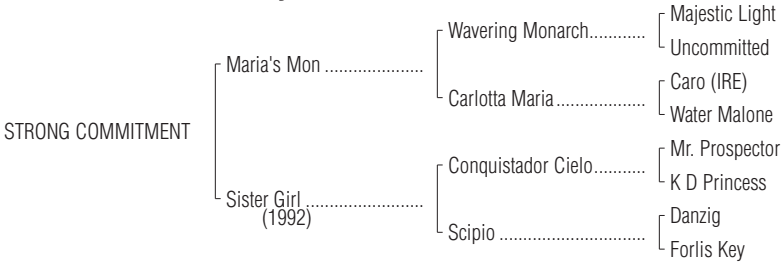 Majestic Light
Wavering Monarch............
Uncommitted
Maria's Mon ......................
Caro (IRE)
Carlotta Maria....................
Water Malone
STRONG COMMITMENT
Mr. Prospector
Conquistador Cielo...........
K D Princess
Sister Girl ..........................
(1992)
Danzig
Scipio ................................
Forlis Key